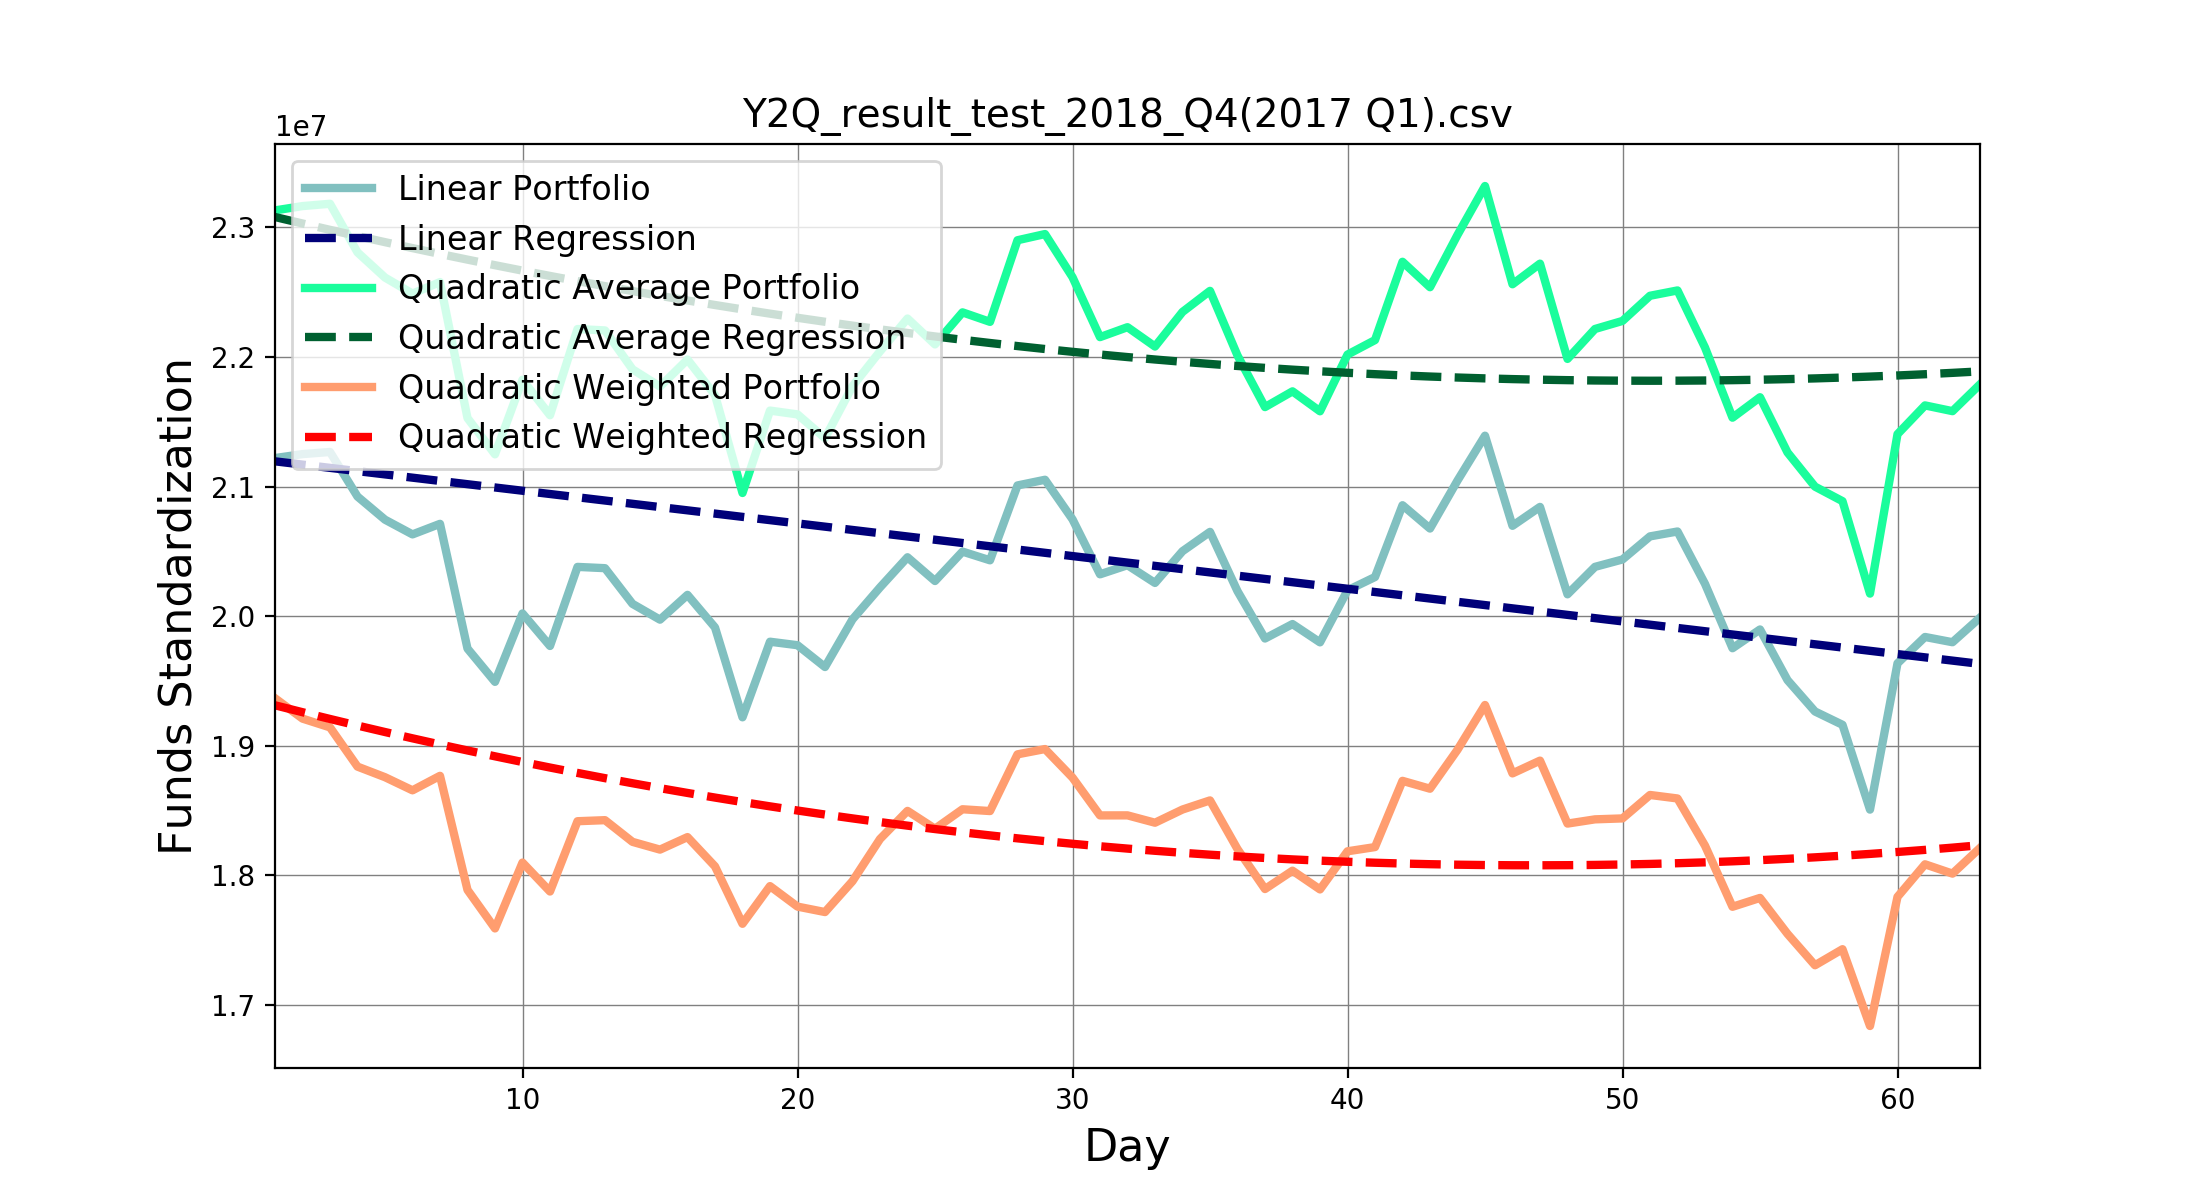 Y2Q_result_test_2018_Q4(2017 Q1).csv
1e7
Linear Portfolio
Linear Regression
Quadratic Average Portfolio
Quadratic Average Regression
Quadratic Weighted Portfolio
Quadratic Weighted Regression
Funds Standardization
2.3
2.2
2.1
2.0
1.9
1.8
1.7
10 20 30 40 50 60
Day